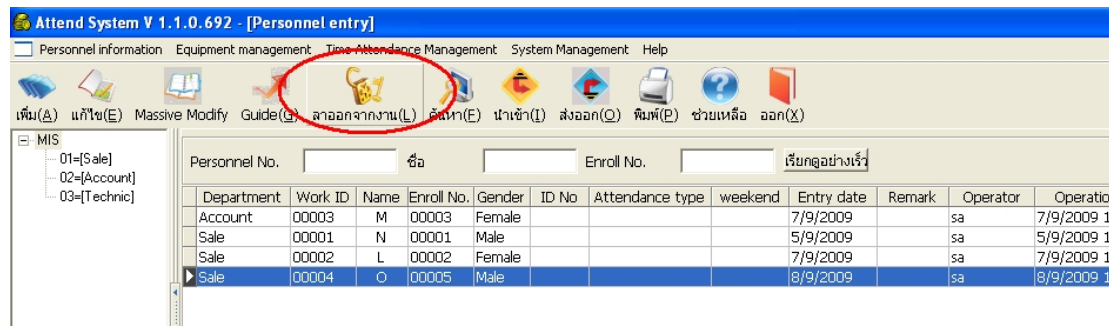 Attend System V 1.1.0.692 - [Personnel entry]
Personnel information Equipment management Time Attendance Management System Management Help
เพิ่ม(A) แก้ไข(E) Massive Modify Guide(G) ลาออกจากงาน(L) ค้นหา(F) นำเข้า(I) ส่งออก(O) พิมพ์(P) ช่วยเหลือ ออก(X)
MIS
01=[Sale]
02=[Account]
03=[Technic]
Personnel No. ชื่อ Enroll No. เรียกดูอย่างเร็ว
Department Work ID Name Enroll No. Gender ID No Attendance type weekend Entry date Remark Operator Operatio
Account 00003 M 00003 Female 7/9/2009 sa 7/9/2009 1
Sale 00001 N 00001 Male 5/9/2009 sa 5/9/2009 1
Sale 00002 L 00002 Female 7/9/2009 sa 7/9/2009 1
Sale 00004 O 00005 Male 8/9/2009 sa 8/9/2009 1